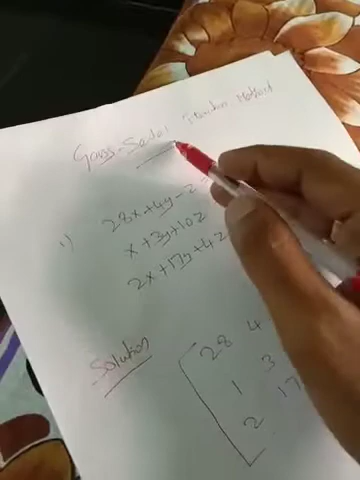 Gauss-Seidel Iteration Method
1) 28x+4y-z
x+3y+10z
2x+17y+4z
Solution
28 4
1 3
2 17